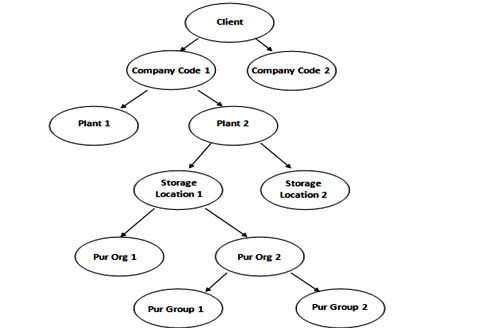 Client
Company Code 1
Company Code 2
Plant 1
Plant 2
Storage
Location 1
Storage
Location 2
Pur Org 1
Pur Org 2
Pur Group 1
Pur Group 2